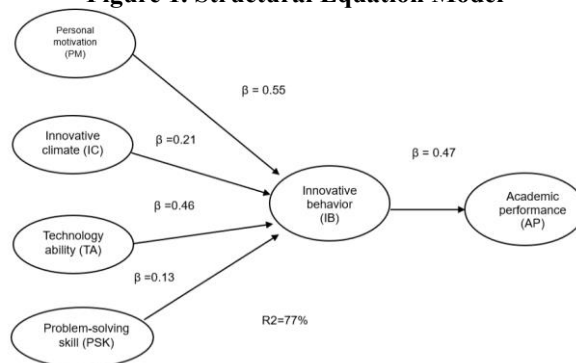 Figure 1. Structural Equation Model
Personal
motivation
(PM)
β = 0.55
Innovative
climate (IC)
β =0.21
β = 0.47
Innovative
behavior
(IB)
Academic
performance
(AP)
β =0.46
Technology
ability (TA)
β =0.13
Problem-solving
skill (PSK)
R2=77%